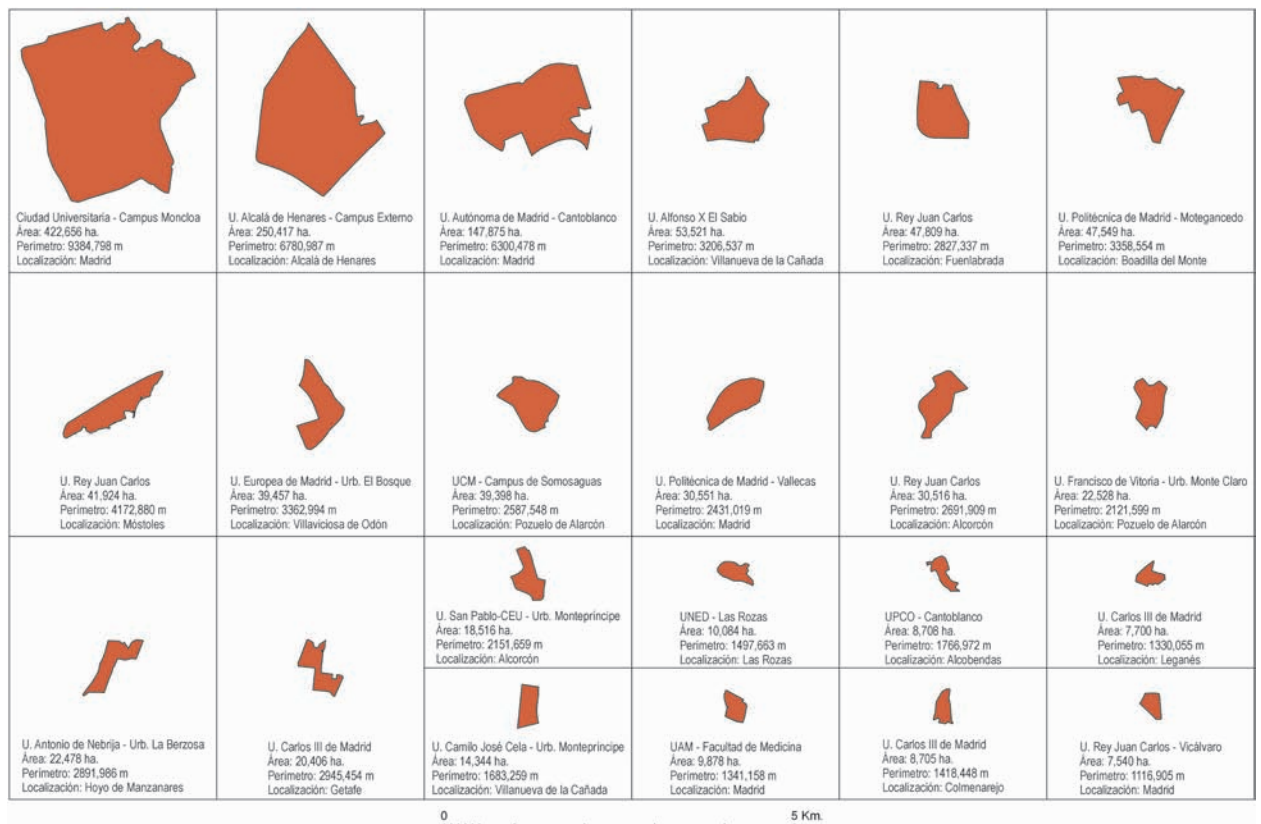 Ciudad Universitaria - Campus Moncloa
Área: 422,656 ha.
Perímetro: 9384,798 m
Localización: Madrid
U. Alcalá de Henares - Campus Externo
Área: 250,417 ha.
Perímetro: 6780,987 m
Localización: Alcalá de Henares
U. Autónoma de Madrid - Cantoblanco
Área: 147,875 ha.
Perímetro: 6300,478 m
Localización: Madrid
U. Alfonso X El Sabio
Área: 53,521 ha.
Perímetro: 3206,537 m
Localización: Villanueva de la Cañada
U. Rey Juan Carlos
Área: 47,809 ha.
Perímetro: 2827,337 m
Localización: Fuenlabrada
U. Politécnica de Madrid - Motegancedo
Área: 47,549 ha.
Perímetro: 3358,554 m
Localización: Boadilla del Monte
U. Rey Juan Carlos
Área: 41,924 ha.
Perímetro: 4172,880 m
Localización: Móstoles
U. Europea de Madrid - Urb. El Bosque
Área: 39,457 ha.
Perímetro: 3362,994 m
Localización: Villaviciosa de Odón
UCM - Campus de Somosaguas
Área: 39,398 ha.
Perímetro: 2587,548 m
Localización: Pozuelo de Alarcón
U. Politécnica de Madrid - Vallecas
Área: 30,551 ha.
Perímetro: 2431,019 m
Localización: Madrid
U. Rey Juan Carlos
Área: 30,516 ha.
Perímetro: 2691,909 m
Localización: Alcorcón
U. Francisco de Vitoria - Urb. Monte Claro
Área: 22,528 ha.
Perímetro: 2121,599 m
Localización: Pozuelo de Alarcón
U. Antonio de Nebrija - Urb. La Berzosa
Área: 22,478 ha.
Perímetro: 2891,986 m
Localización: Hoyo de Manzanares
U. Carlos III de Madrid
Área: 20,406 ha.
Perímetro: 2945,454 m
Localización: Getafe
U. San Pablo-CEU - Urb. Montepríncipe
Área: 18,516 ha.
Perímetro: 2151,659 m
Localización: Alcorcón
UNED - Las Rozas
Área: 10,084 ha.
Perímetro: 1497,663 m
Localización: Las Rozas
UPCO - Cantoblanco
Área: 8,708 ha.
Perímetro: 1766,972 m
Localización: Alcobendas
U. Carlos III de Madrid
Área: 7,700 ha.
Perímetro: 1330,055 m
Localización: Leganés
U. Camilo José Cela - Urb. Montepríncipe
Área: 14,344 ha.
Perímetro: 1683,259 m
Localización: Villanueva de la Cañada
UAM - Facultad de Medicina
Área: 9,878 ha.
Perímetro: 1341,158 m
Localización: Madrid
U. Carlos III de Madrid
Área: 8,705 ha.
Perímetro: 1418,448 m
Localización: Colmenarejo
U. Rey Juan Carlos - Vicálvaro
Área: 7,540 ha.
Perímetro: 1116,905 m
Localización: Madrid
0 5 Km.